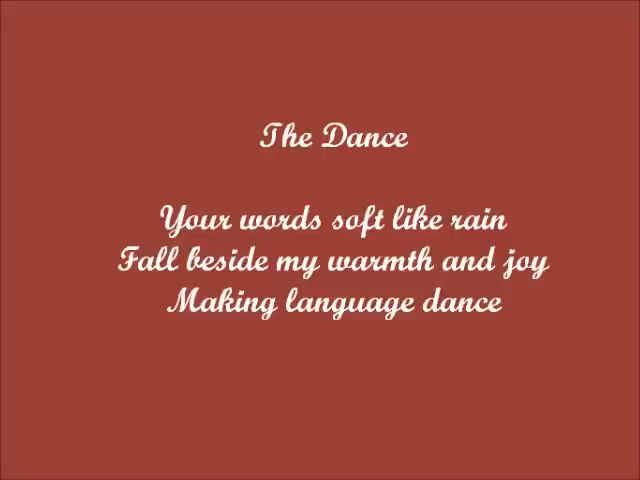 The Dance
Your words soft like rain
Fall beside my warmth and joy
Making language dance